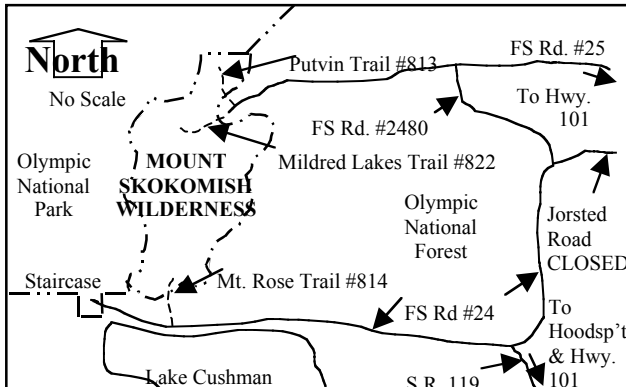 North
No Scale
Putvin Trail #813
FS Rd. #25
To Hwy.
101
FS Rd. #2480
Mildred Lakes Trail #822
Olympic
National
Park
MOUNT
SKOKOMISH
WILDERNESS
Olympic
National
Forest
Jorsted
Road
CLOSED
Staircase
Mt. Rose Trail #814
FS Rd #24
To
Hoodsp't
& Hwy.
101
Lake Cushman
S.R. 119